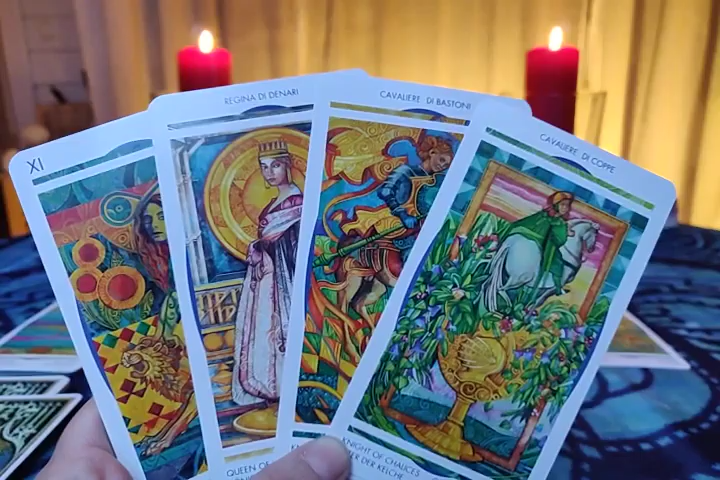 XI
REGINA DI DENARI
CAVALIERE DI BASTONI
CAVALIERE DI COPPE
QUEEN OF
KNIGHT OF CHALICES
DER KELCHE